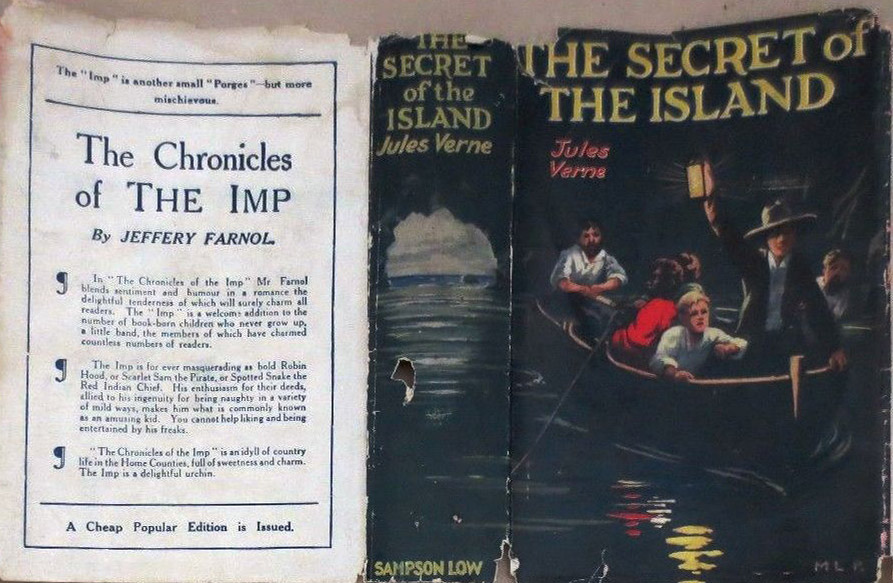 The "Imp" is another small "Porges"—but more
mischievous.
The Chronicles
of THE IMP
By JEFFERY FARNOL.
¶ In "The Chronicles of the Imp" Mr Farnol
blends sentiment and humour in a romance the
delightful tenderness of which will surely charm all
readers. The "Imp" is a welcome addition to the
number of book-born children who never grow up,
a little band, the members of which have charmed
countless numbers of readers.
¶ The Imp is for ever masquerading as bold Robin
Hood, or Scarlet Sam the Pirate, or Spotted Snake the
Red Indian Chief. His enthusiasm for their deeds,
allied to his ingenuity for being naughty in a variety
of mild ways, makes him what is commonly known
as an amusing kid. You cannot help liking and being
entertained by his freaks.
¶ "The Chronicles of the Imp" is an idyll of country
life in the Home Counties, full of sweetness and charm.
The Imp is a delightful urchin.
A Cheap Popular Edition is Issued.
THE
SECRET
of the
ISLAND
Jules Verne
SAMPSON LOW
THE SECRET of
THE ISLAND
Jules
Verne
M L P.